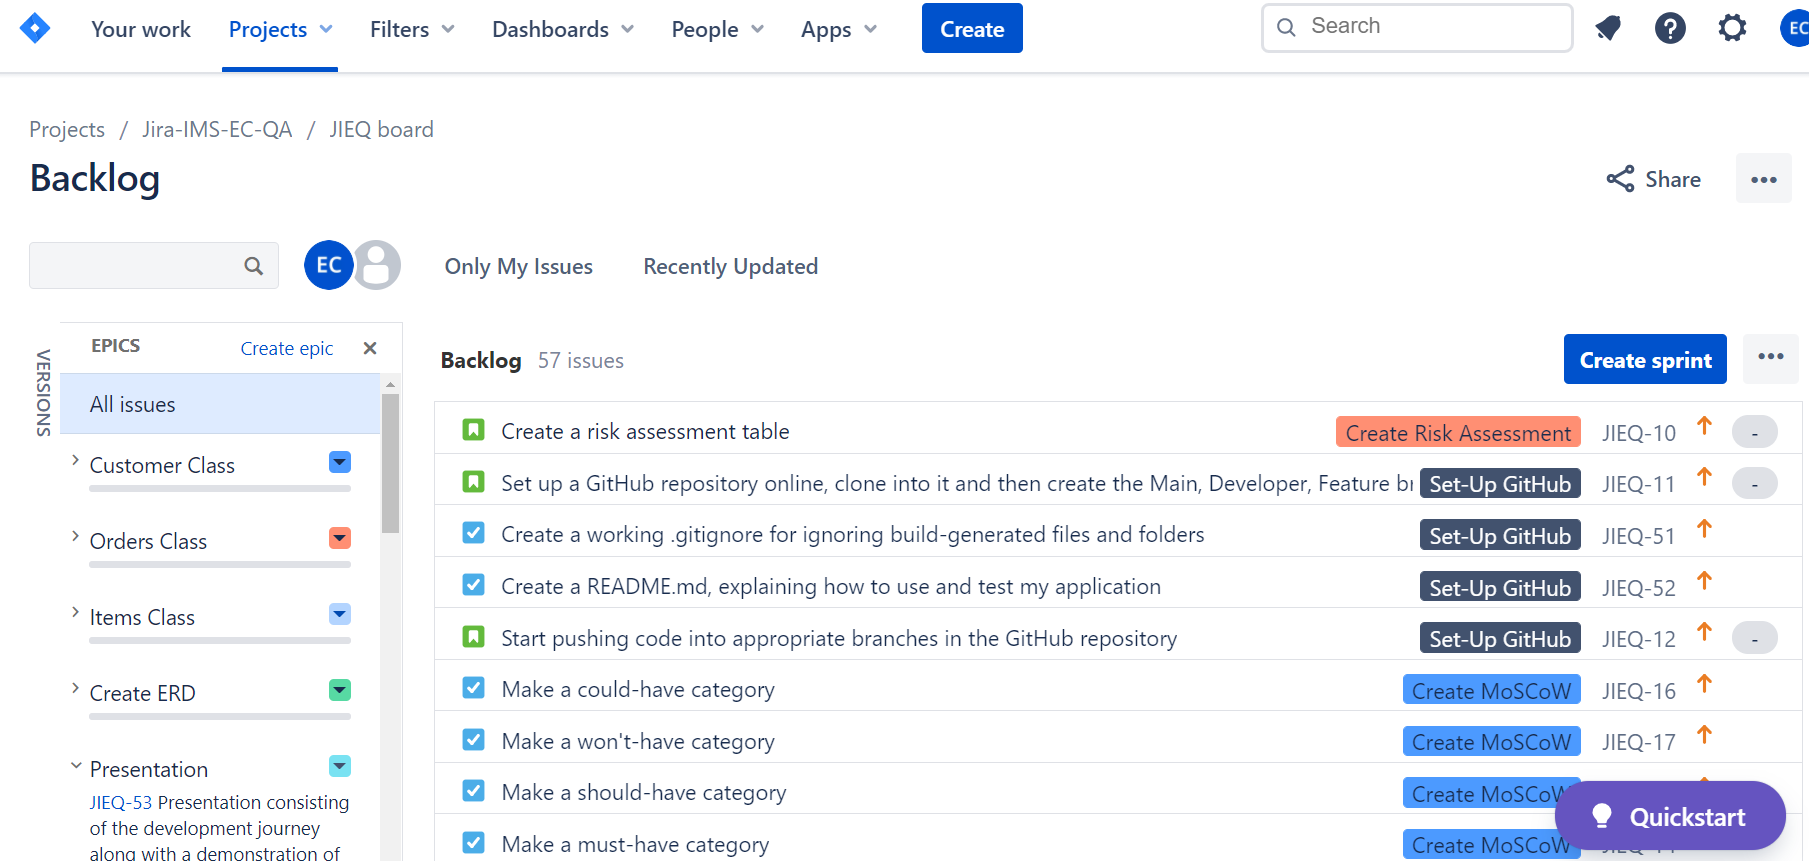 Your work Projects Filters Dashboards People Apps Create Search EC
Projects / Jira-IMS-EC-QA / JIEQ board
Backlog
Share
EC Only My Issues Recently Updated
VERSIONS
EPICS Create epic
All issues
Customer Class
Orders Class
Items Class
Create ERD
Presentation
JIEQ-53 Presentation consisting
of the development journey
along with a demonstration of
Backlog 57 issues Create sprint
Create a risk assessment table Create Risk Assessment JIEQ-10 -
Set up a GitHub repository online, clone into it and then create the Main, Developer, Feature br Set-Up GitHub JIEQ-11 -
Create a working .gitignore for ignoring build-generated files and folders Set-Up GitHub JIEQ-51
Create a README.md, explaining how to use and test my application Set-Up GitHub JIEQ-52
Start pushing code into appropriate branches in the GitHub repository Set-Up GitHub JIEQ-12 -
Make a could-have category Create MoSCoW JIEQ-16
Make a won't-have category Create MoSCoW JIEQ-17
Make a should-have category Create MoSCoW
Make a must-have category Create MoSCoW
Quickstart